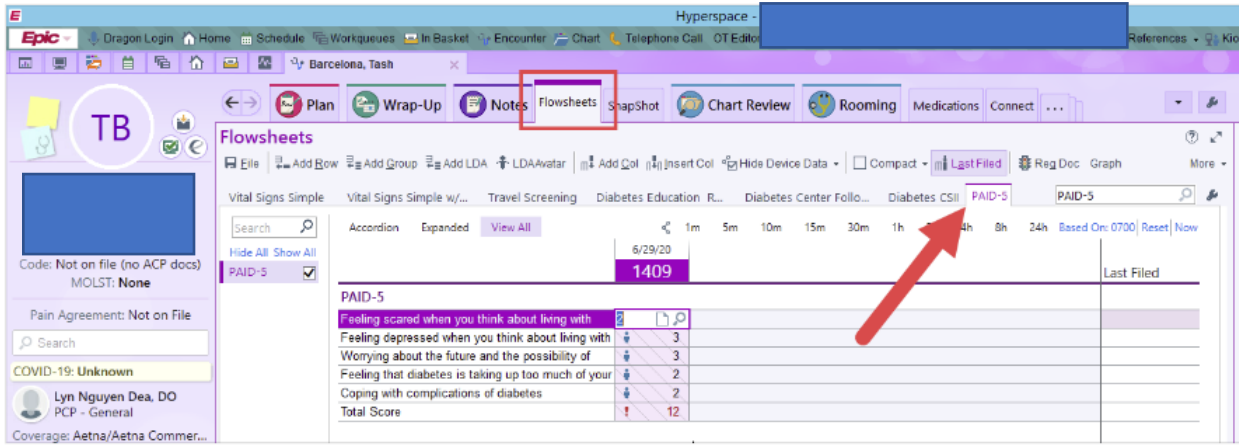 E
Hyperspace -
Epic Dragon Login Home Schedule Workqueues In Basket Encounter Chart Telephone Call OT Editor References Kio
Barcelona, Tash ×
TB
Plan Wrap-Up Notes Flowsheets SnapShot Chart Review Rooming Medications Connect ...
Flowsheets
File Add Row Add Group Add LDA LDAAvatar Add Col Insert Col Hide Device Data Compact Last Filed Reg Doc Graph More
Vital Signs Simple Vital Signs Simple w/... Travel Screening Diabetes Education R... Diabetes Center Follo... Diabetes CSII PAID-5 PAID-5
Search Accordion Expanded View All 1m 5m 10m 15m 30m 1h 4h 8h 24h Based On: 0700 Reset Now
Hide All Show All
PAID-5
6/29/20
1409
Last Filed
PAID-5
Feeling scared when you think about living with 2
Feeling depressed when you think about living with 3
Worrying about the future and the possibility of 3
Feeling that diabetes is taking up too much of your 2
Coping with complications of diabetes 2
Total Score ! 12
Code: Not on file (no ACP docs)
MOLST: None
Pain Agreement: Not on File
Search
COVID-19: Unknown
Lyn Nguyen Dea, DO
PCP - General
Coverage: Aetna/Aetna Commer...